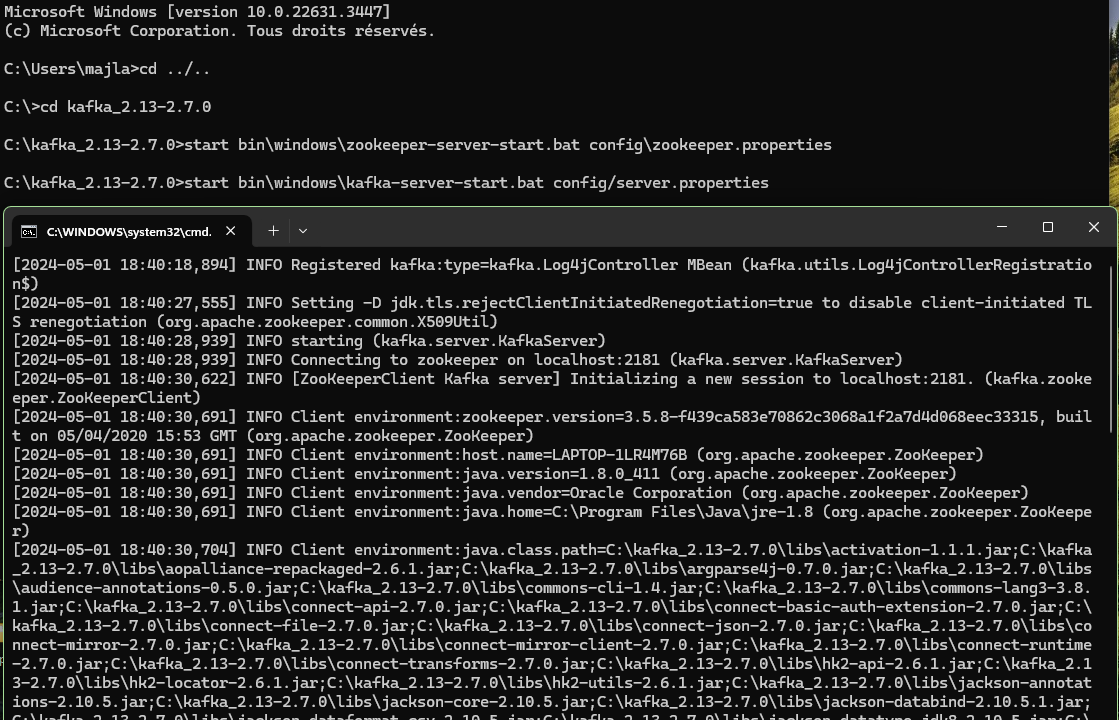 Microsoft Windows [version 10.0.22631.3447]
(c) Microsoft Corporation. Tous droits réservés.
C:\Users\majla>cd ../..
C:\>cd kafka_2.13-2.7.0
C:\kafka_2.13-2.7.0>start bin\windows\zookeeper-server-start.bat config\zookeeper.properties
C:\kafka_2.13-2.7.0>start bin\windows\kafka-server-start.bat config/server.properties
C:\WINDOWS\system32\cmd.
[2024-05-01 18:40:18,894] INFO Registered kafka:type=kafka.Log4jController MBean (kafka.utils.Log4jControllerRegistratio
n$)
[2024-05-01 18:40:27,555] INFO Setting -D jdk.tls.rejectClientInitiatedRenegotiation=true to disable client-initiated TL
S renegotiation (org.apache.zookeeper.common.X509Util)
[2024-05-01 18:40:28,939] INFO starting (kafka.server.KafkaServer)
[2024-05-01 18:40:28,939] INFO Connecting to zookeeper on localhost:2181 (kafka.server.KafkaServer)
[2024-05-01 18:40:30,622] INFO [ZooKeeperClient Kafka server] Initializing a new session to localhost:2181. (kafka.zooke
eper.ZooKeeperClient)
[2024-05-01 18:40:30,691] INFO Client environment:zookeeper.version=3.5.8-f439ca583e70862c3068a1f2a7d4d068eec33315, buil
t on 05/04/2020 15:53 GMT (org.apache.zookeeper.ZooKeeper)
[2024-05-01 18:40:30,691] INFO Client environment:host.name=LAPTOP-1LR4M76B (org.apache.zookeeper.ZooKeeper)
[2024-05-01 18:40:30,691] INFO Client environment:java.version=1.8.0_411 (org.apache.zookeeper.ZooKeeper)
[2024-05-01 18:40:30,691] INFO Client environment:java.vendor=Oracle Corporation (org.apache.zookeeper.ZooKeeper)
[2024-05-01 18:40:30,691] INFO Client environment:java.home=C:\Program Files\Java\jre-1.8 (org.apache.zookeeper.ZooKeepe
r)
[2024-05-01 18:40:30,704] INFO Client environment:java.class.path=C:\kafka_2.13-2.7.0\libs\activation-1.1.1.jar;C:\kafka
_2.13-2.7.0\libs\aopalliance-repackaged-2.6.1.jar;C:\kafka_2.13-2.7.0\libs\argparse4j-0.7.0.jar;C:\kafka_2.13-2.7.0\libs
\audience-annotations-0.5.0.jar;C:\kafka_2.13-2.7.0\libs\commons-cli-1.4.jar;C:\kafka_2.13-2.7.0\libs\commons-lang3-3.8.
1.jar;C:\kafka_2.13-2.7.0\libs\connect-api-2.7.0.jar;C:\kafka_2.13-2.7.0\libs\connect-basic-auth-extension-2.7.0.jar;C:\
kafka_2.13-2.7.0\libs\connect-file-2.7.0.jar;C:\kafka_2.13-2.7.0\libs\connect-json-2.7.0.jar;C:\kafka_2.13-2.7.0\libs\co
nnect-mirror-2.7.0.jar;C:\kafka_2.13-2.7.0\libs\connect-mirror-client-2.7.0.jar;C:\kafka_2.13-2.7.0\libs\connect-runtime
-2.7.0.jar;C:\kafka_2.13-2.7.0\libs\connect-transforms-2.7.0.jar;C:\kafka_2.13-2.7.0\libs\hk2-api-2.6.1.jar;C:\kafka_2.1
3-2.7.0\libs\hk2-locator-2.6.1.jar;C:\kafka_2.13-2.7.0\libs\hk2-utils-2.6.1.jar;C:\kafka_2.13-2.7.0\libs\jackson-annotat
ions-2.10.5.jar;C:\kafka_2.13-2.7.0\libs\jackson-core-2.10.5.jar;C:\kafka_2.13-2.7.0\libs\jackson-databind-2.10.5.1.jar;